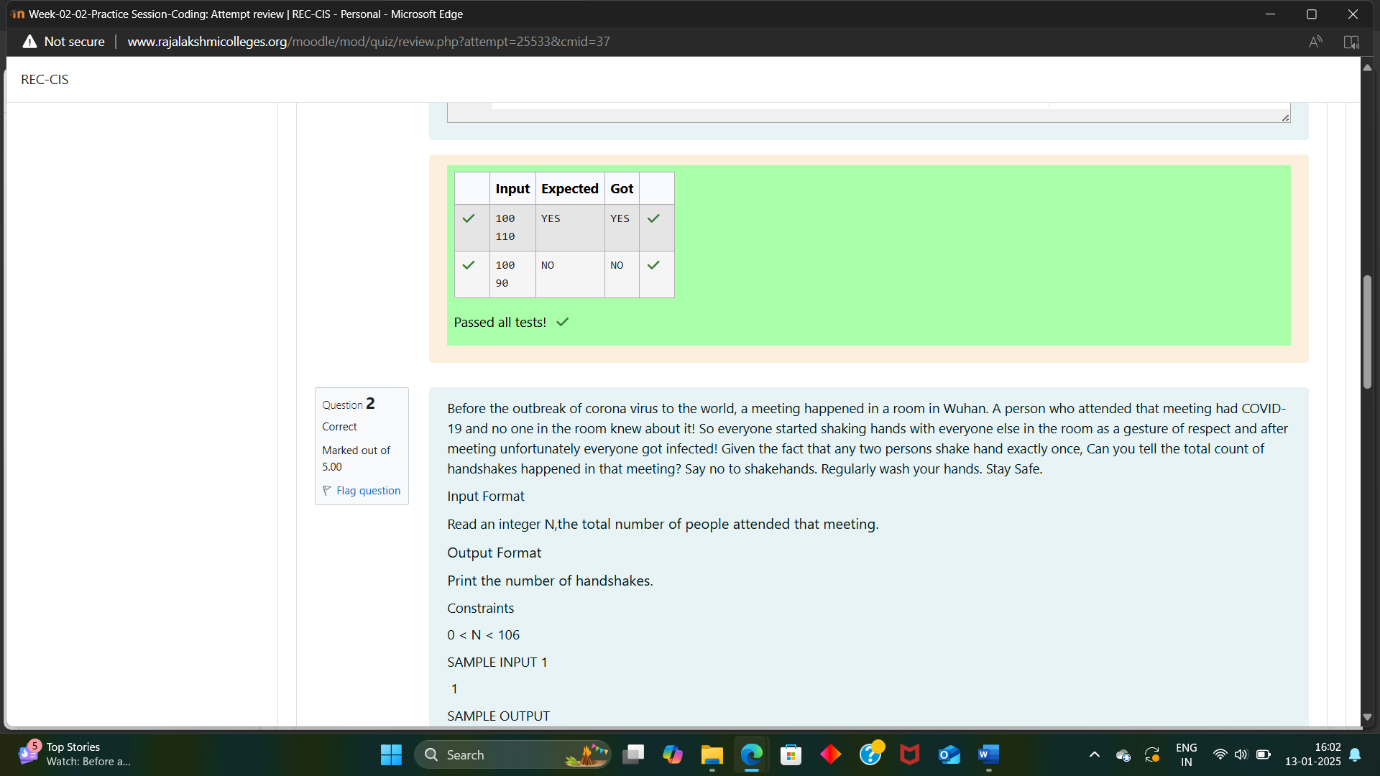 Week-02-02-Practice Session-Coding: Attempt review | REC-CIS - Personal - Microsoft Edge
Not secure | www.rajalakshmicolleges.org/moodle/mod/quiz/review.php?attempt=25533&cmid=37
REC-CIS
Input Expected Got
100 YES YES
110
100 NO NO
90
Passed all tests!
Question 2
Correct
Marked out of
5.00
Flag question
Before the outbreak of corona virus to the world, a meeting happened in a room in Wuhan. A person who attended that meeting had COVID-
19 and no one in the room knew about it! So everyone started shaking hands with everyone else in the room as a gesture of respect and after
meeting unfortunately everyone got infected! Given the fact that any two persons shake hand exactly once, Can you tell the total count of
handshakes happened in that meeting? Say no to shakehands. Regularly wash your hands. Stay Safe.
Input Format
Read an integer N,the total number of people attended that meeting.
Output Format
Print the number of handshakes.
Constraints
0 < N < 106
SAMPLE INPUT 1
1
SAMPLE OUTPUT
5
Top Stories
Watch: Before a...
Search
ENG
IN
16:02
13-01-2025